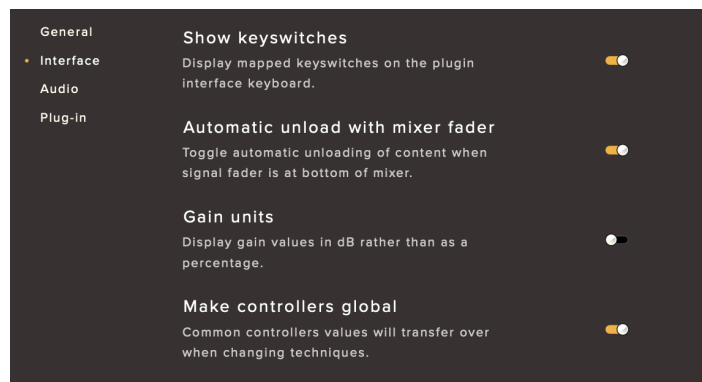 General
Interface
Audio
Plug-in
Show keyswitches
Display mapped keyswitches on the plugin
interface keyboard.
Automatic unload with mixer fader
Toggle automatic unloading of content when
signal fader is at bottom of mixer.
Gain units
Display gain values in dB rather than as a
percentage.
Make controllers global
Common controllers values will transfer over
when changing techniques.